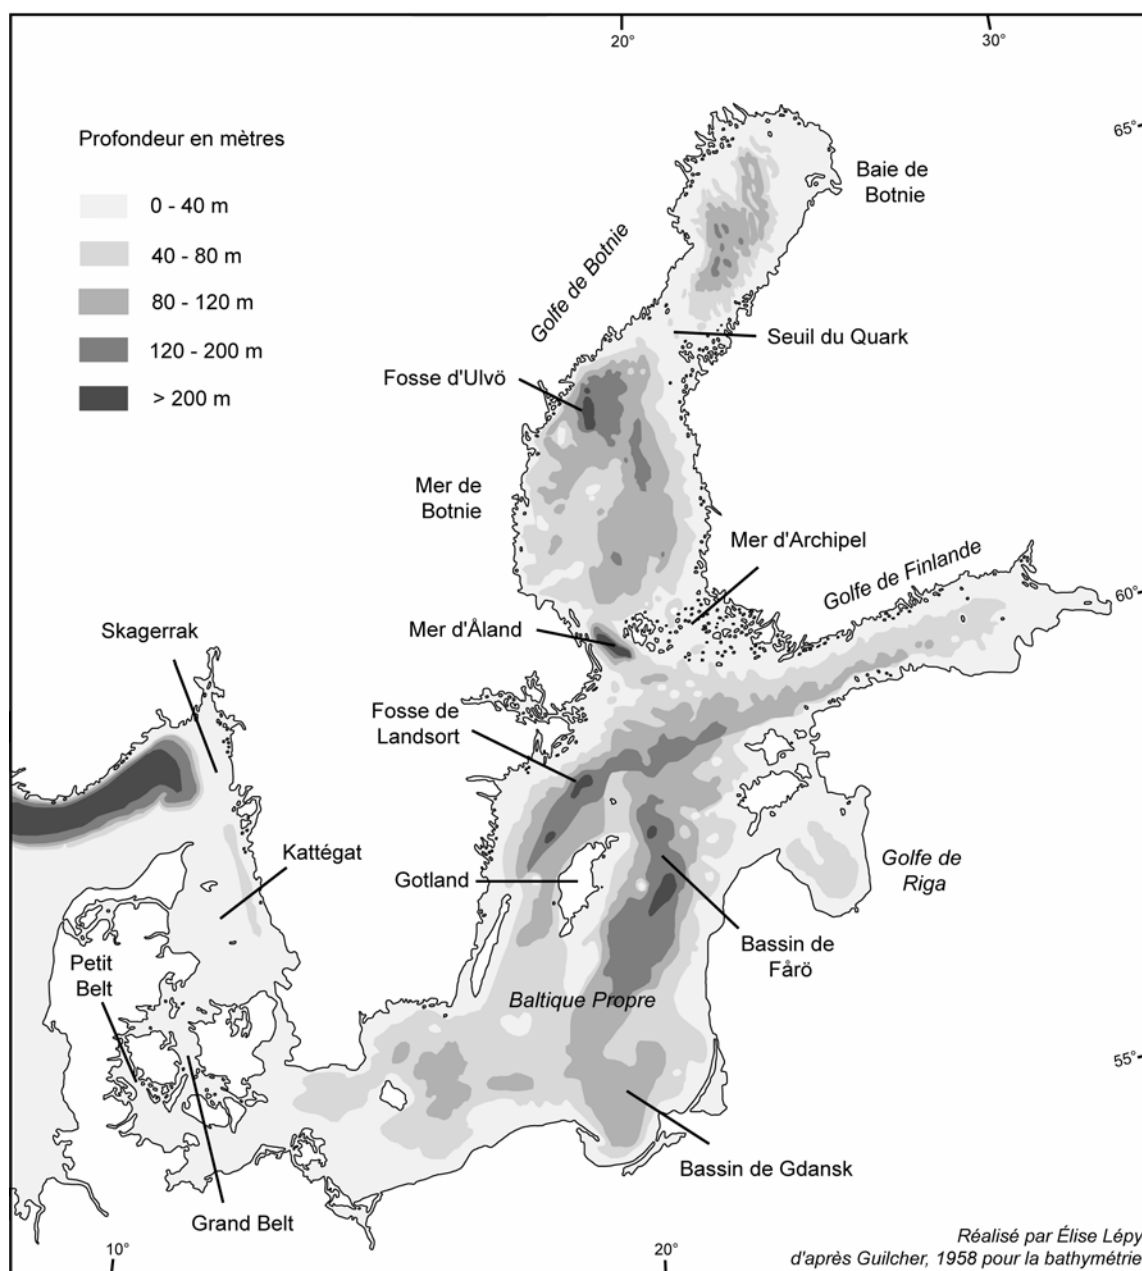 20°
30°
65°
Profondeur en mètres
0 - 40 m
40 - 80 m
80 - 120 m
120 - 200 m
> 200 m
Baie de
Botnie
Golfe de Botnie
Seuil du Quark
Fosse d'Ulvö
Mer de
Botnie
Mer d'Archipel
Golfe de Finlande
60°
Skagerrak
Mer d'Åland
Fosse de
Landsort
Kattégat
Gotland
Golfe de
Riga
Bassin de
Fårö
Petit
Belt
Baltique Propre
55°
Bassin de Gdansk
Grand Belt
Réalisé par Élise Lépy
d'après Guilcher, 1958 pour la bathymétrie
10°
20°